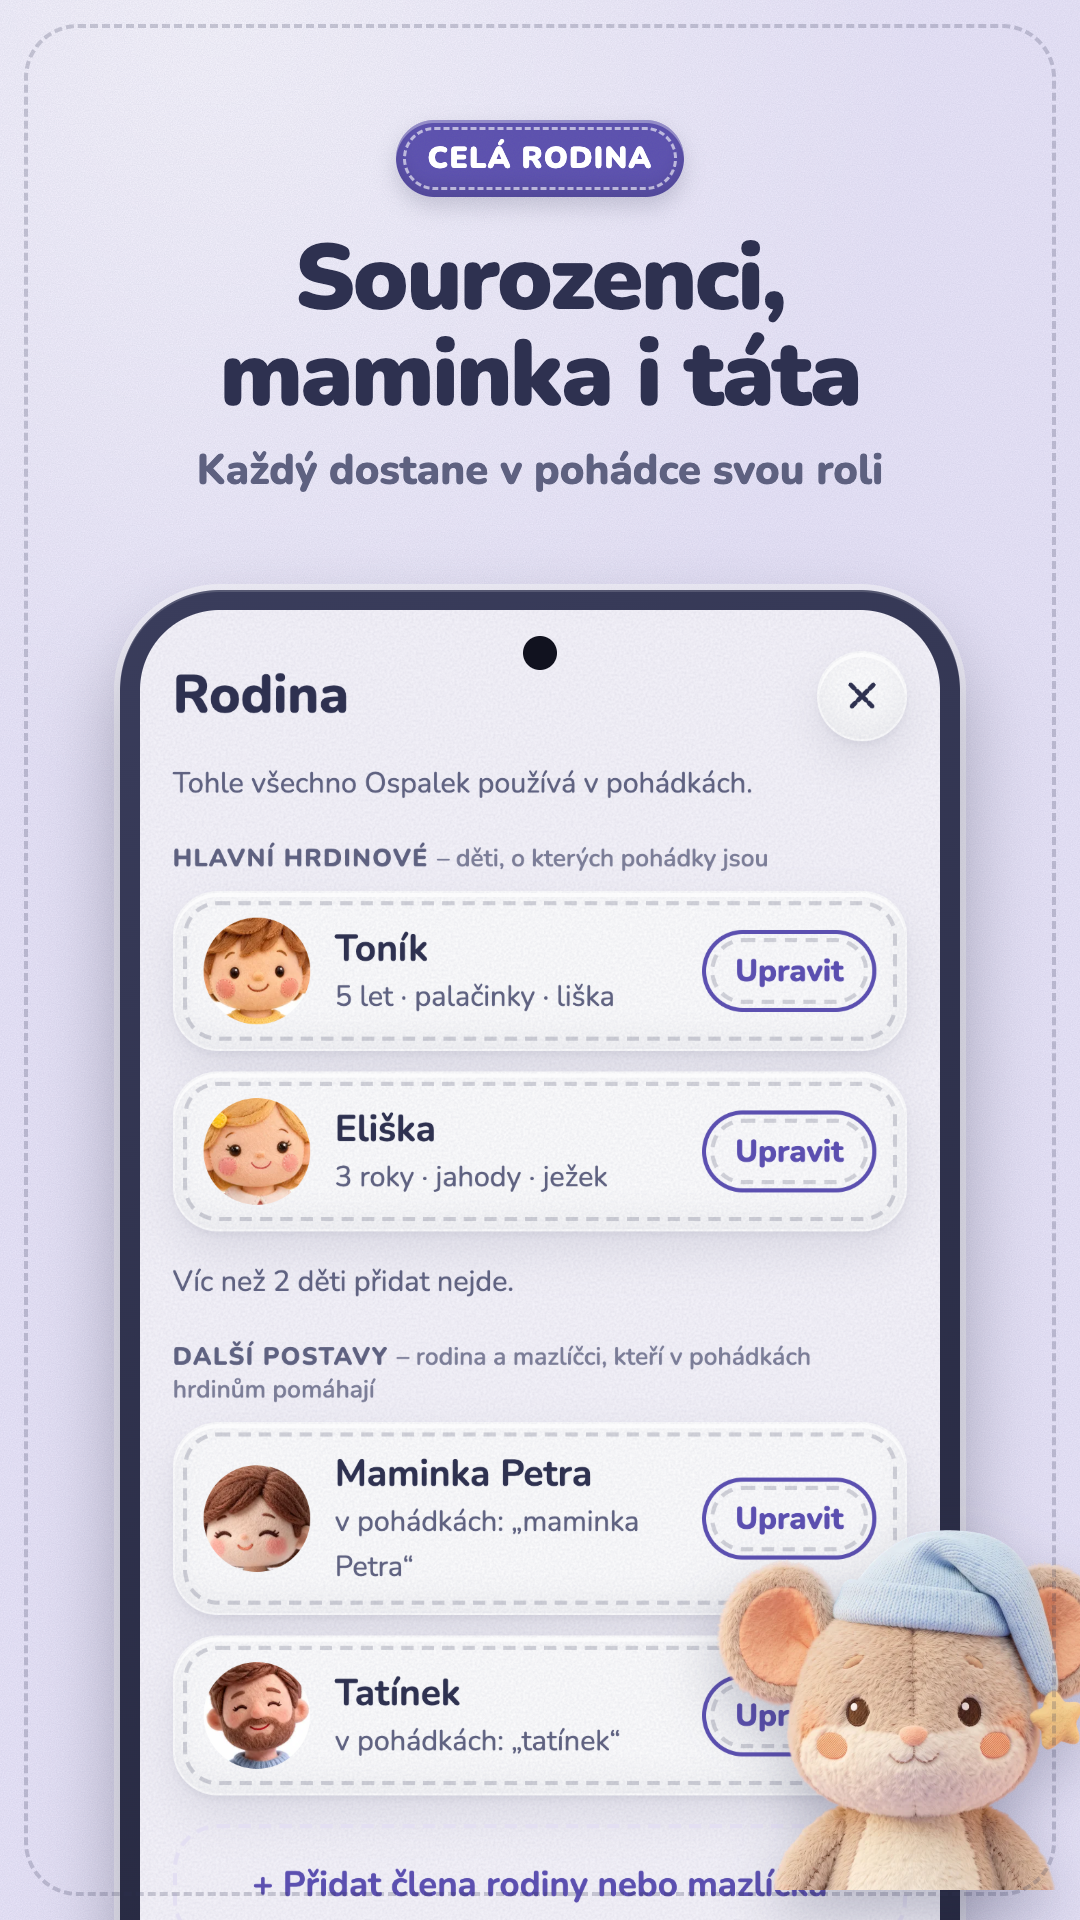 CELÁ RODINA
Sourozenci,
maminka i táta
Každý dostane v pohádce svou roli
Rodina
Tohle všechno Ospalek používá v pohádkách.
HLAVNÍ HRDINOVÉ – děti, o kterých pohádky jsou
Toník
5 let · palačinky · liška
Upravit
Eliška
3 roky · jahody · ježek
Upravit
Víc než 2 děti přidat nejde.
DALŠÍ POSTAVY – rodina a mazlíčci, kteří v pohádkách
hrdinům pomáhají
Maminka Petra
v pohádkách: „maminka
Petra“
Upravit
Tatínek
v pohádkách: „tatínek“
+ Přidat člena rodiny nebo